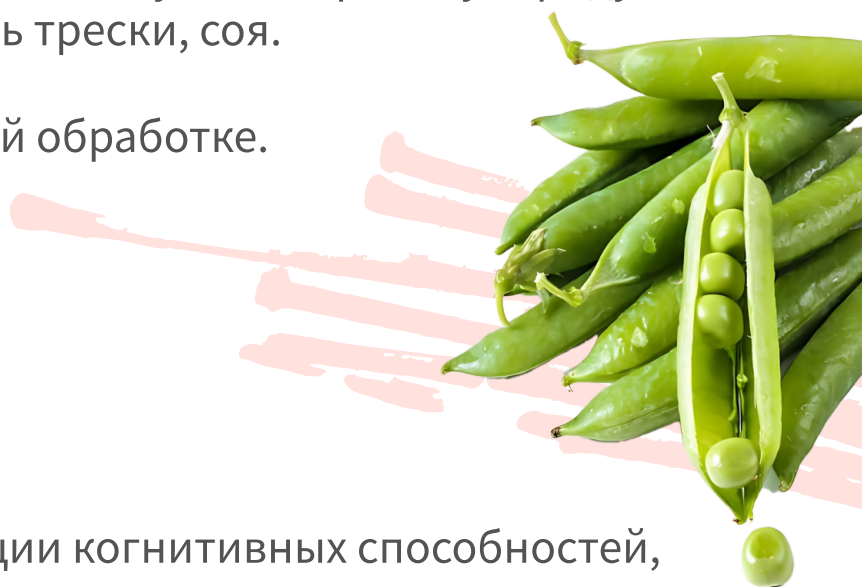 ь трески, соя.
й обработке.
ции когнитивных способностей,